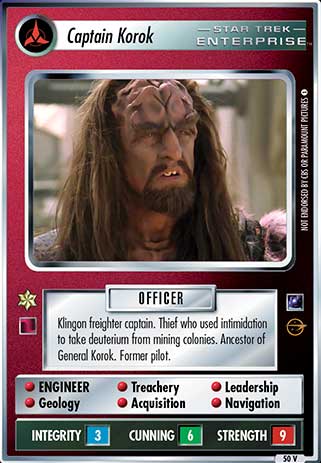 Captain Korok
STAR TREK
ENTERPRISE™
NOT ENDORSED BY CBS OR PARAMOUNT PICTURES
OFFICER
Klingon freighter captain. Thief who used intimidation
to take deuterium from mining colonies. Ancestor of
General Korok. Former pilot.
ENGINEER Treachery Leadership
Geology Acquisition Navigation
INTEGRITY 3 CUNNING 6 STRENGTH 9
50 V